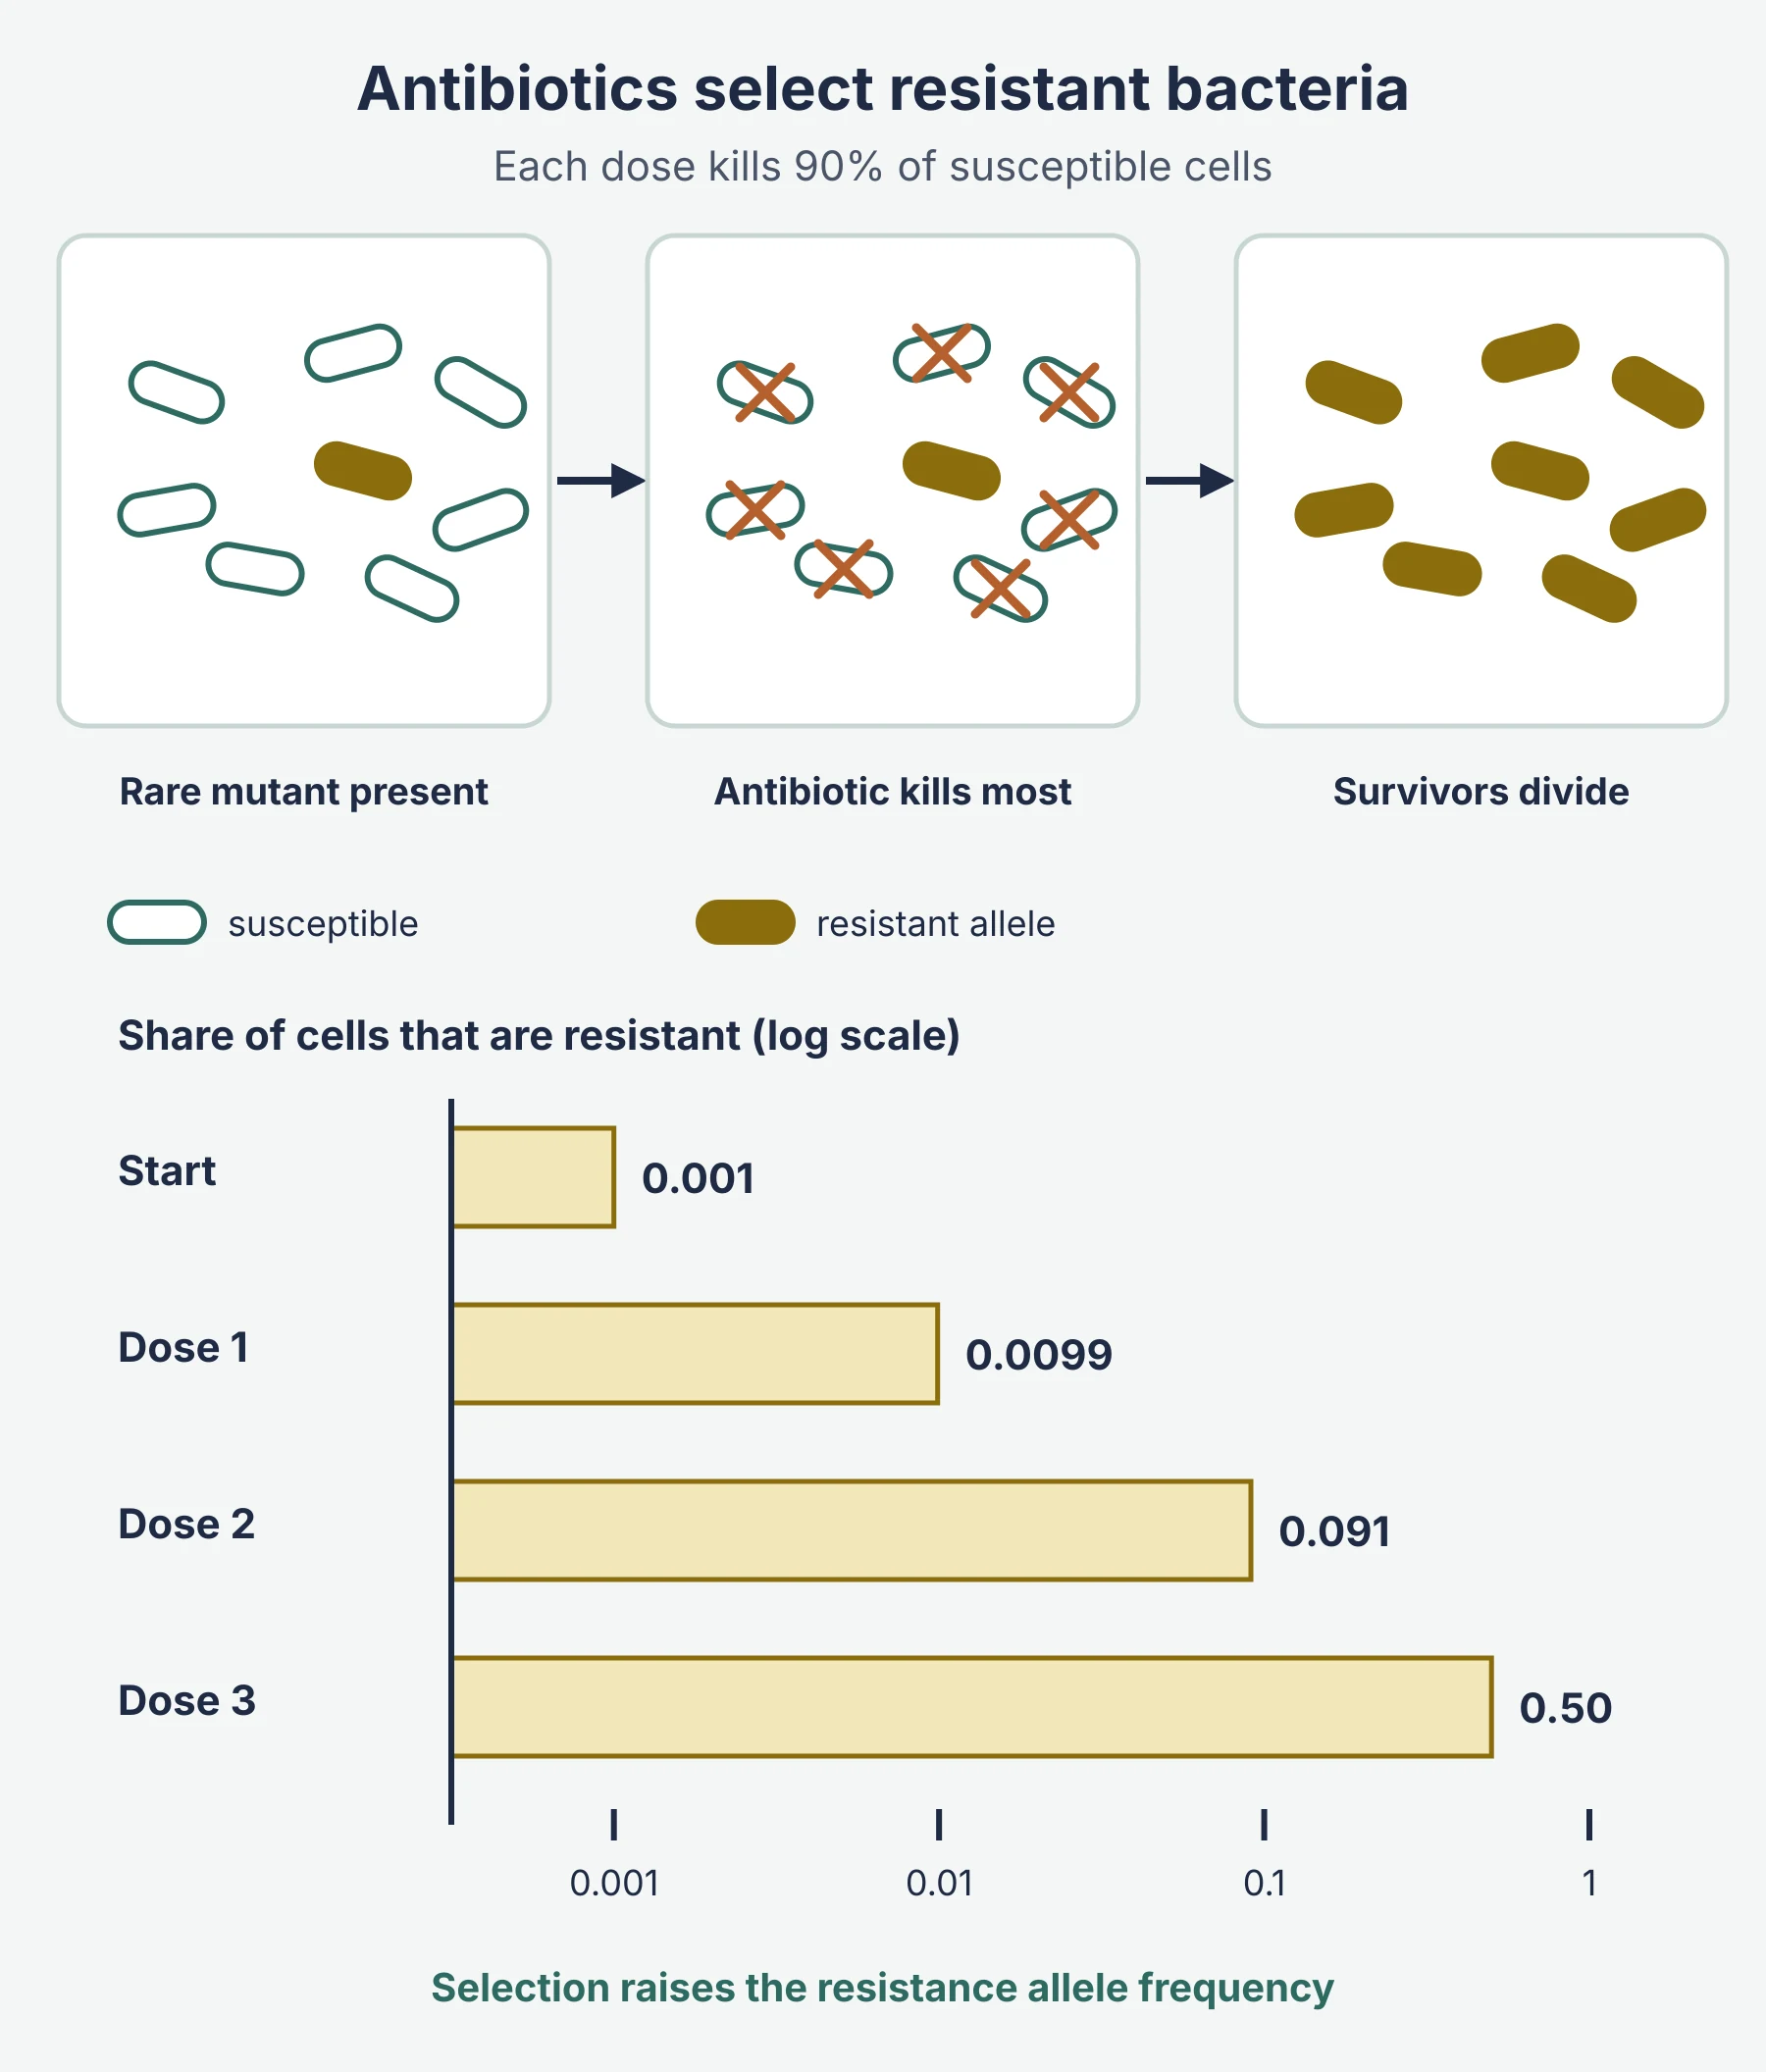 Antibiotics select resistant bacteria
Each dose kills 90% of susceptible cells
Rare mutant present
Antibiotic kills most
Survivors divide
susceptible
resistant allele
Share of cells that are resistant (log scale)
Start
0.001
Dose 1
0.0099
Dose 2
0.091
Dose 3
0.50
0.001
0.01
0.1
1
Selection raises the resistance allele frequency